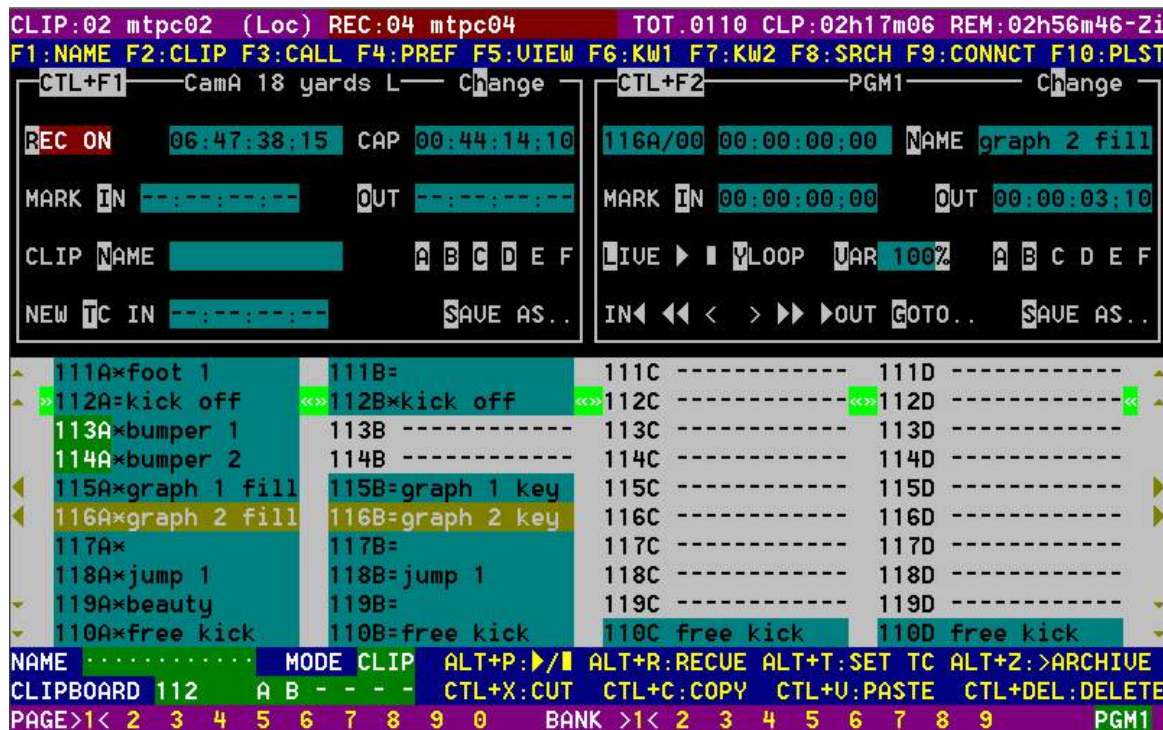 CLIP:02 mtpc02 (Loc) REC:04 mtpc04 TOT.0110 CLP:02h17m06 REM:02h56m46-Zi
F1:NAME F2:CLIP F3:CALL F4:PREF F5:VIEW F6:KW1 F7:KW2 F8:SRCH F9:CONNCT F10:PLST
CTL+F1 CamA 18 yards L Change CTL+F2 PGM1 Change
REC ON 06:47:38;15 CAP 00:44:14;10 116A/00 00:00:00;00 NAME graph 2 fill
MARK IN --:--:--:-- OUT --:--:--:-- MARK IN 00:00:00;00 OUT 00:00:03;10
CLIP NAME A B C D E F LIVE ▶ ▮ YLOOP VAR 100% A B C D E F
NEW TC IN --:--:--:-- SAVE AS.. IN◀ ◀◀ < > ▶▶ ▶OUT GOTO.. SAVE AS..
111A*foot 1 111B= 111C ------------ 111D ------------
»112A=kick off «»112B*kick off «»112C ------------ «»112D ------------ «
113A*bumper 1 113B ------------ 113C ------------ 113D ------------
114A*bumper 2 114B ------------ 114C ------------ 114D ------------
115A*graph 1 fill 115B=graph 1 key 115C ------------ 115D ------------
116A*graph 2 fill 116B=graph 2 key 116C ------------ 116D ------------
117A* 117B= 117C ------------ 117D ------------
118A*jump 1 118B=jump 1 118C ------------ 118D ------------
119A*beauty 119B= 119C ------------ 119D ------------
110A*free kick 110B=free kick 110C free kick 110D free kick
NAME ............ MODE CLIP ALT+P:▶/▮ ALT+R:RECUE ALT+T:SET TC ALT+Z:>ARCHIVE
CLIPBOARD 112 A B - - - - CTL+X:CUT CTL+C:COPY CTL+V:PASTE CTL+DEL:DELETE
PAGE>1< 2 3 4 5 6 7 8 9 0 BANK >1< 2 3 4 5 6 7 8 9 PGM1